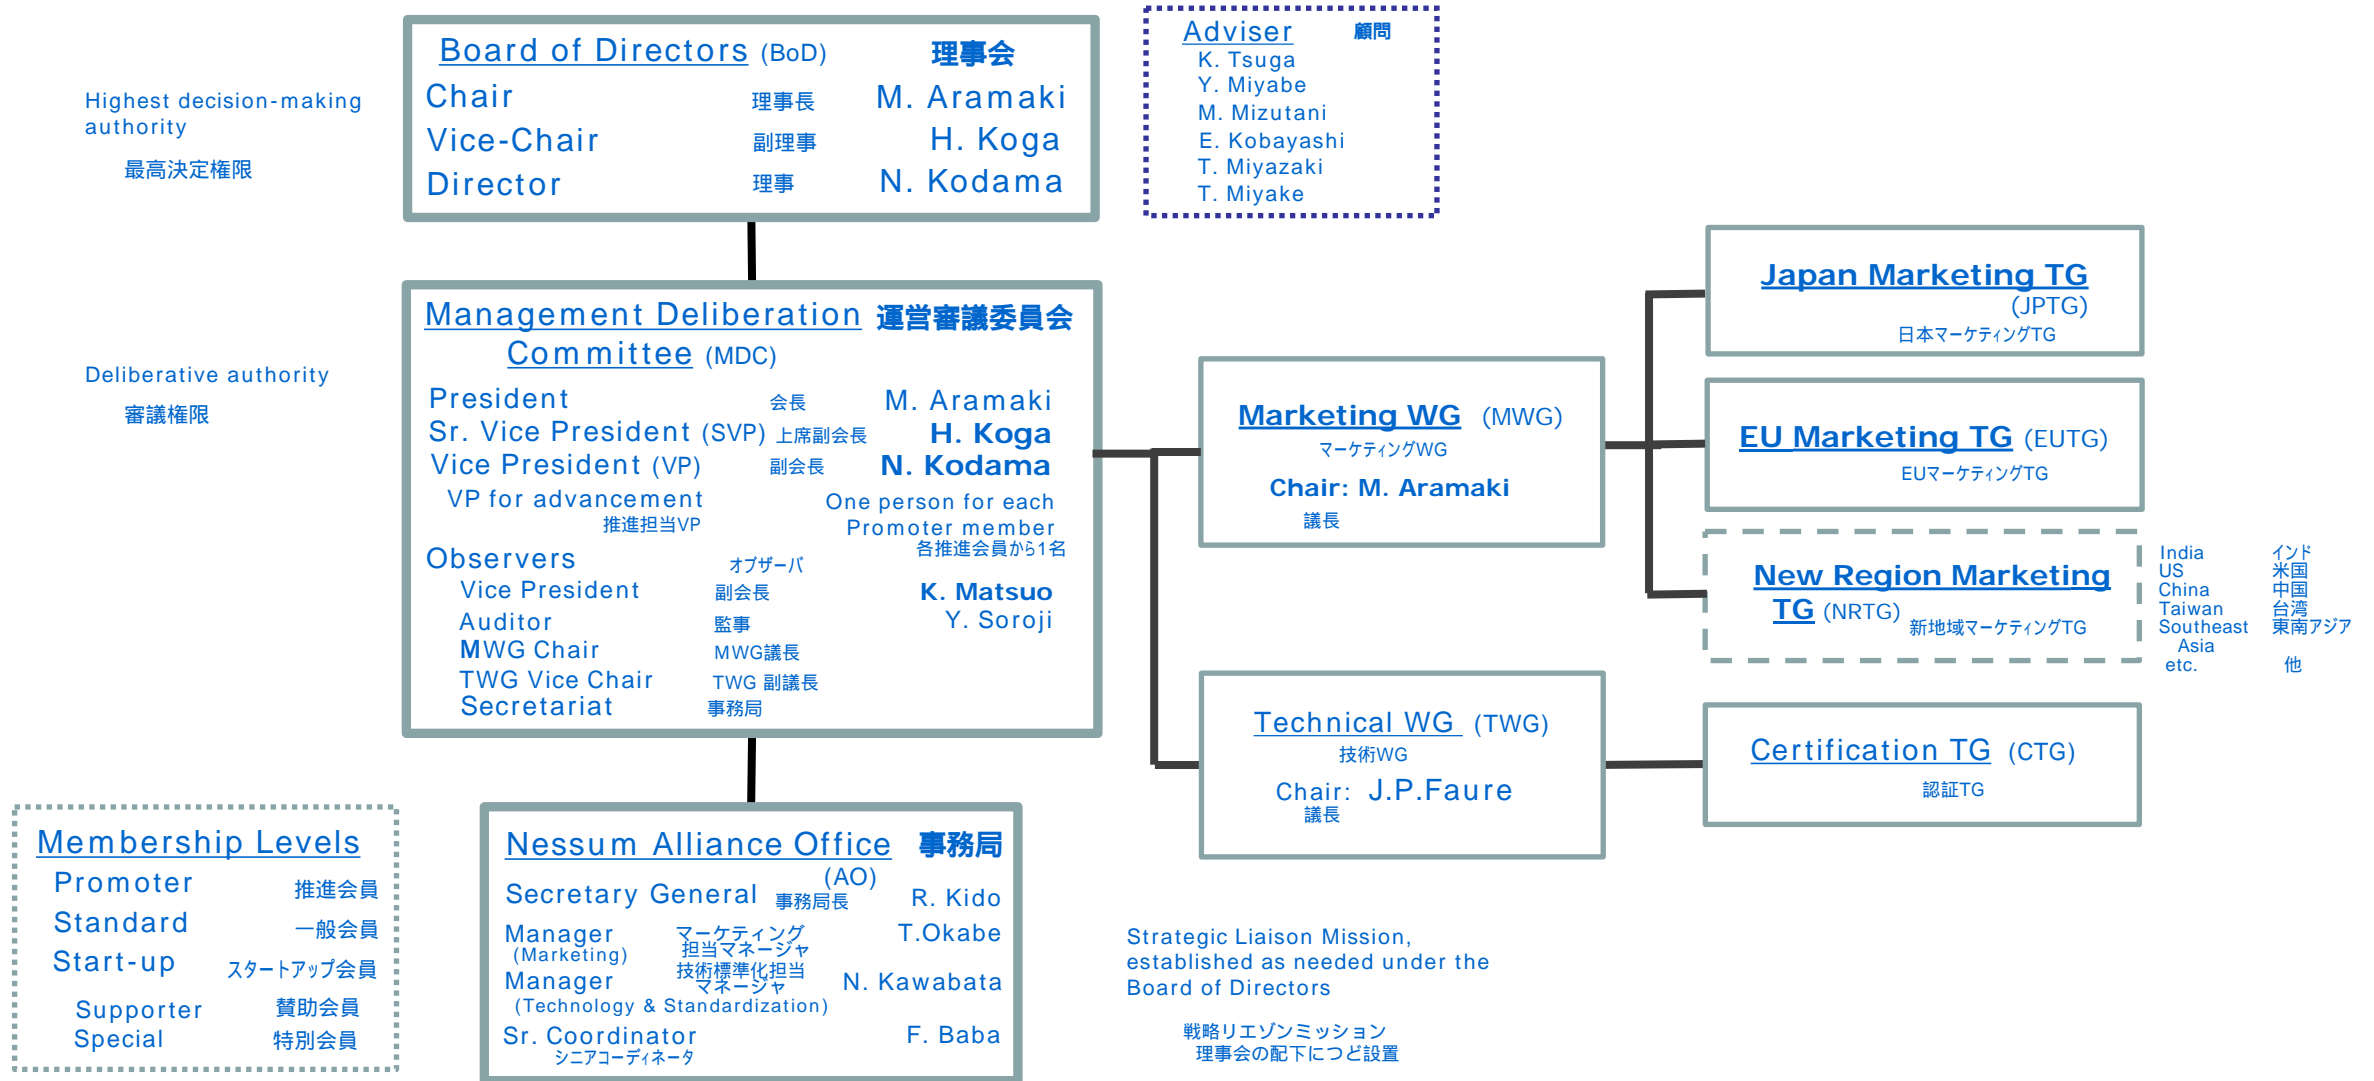 Highest decision-making
authority
最高決定権限
Board of Directors (BoD) 理事会
Chair 理事長 M. Aramaki
Vice-Chair 副理事 H. Koga
Director 理事 N. Kodama
Adviser 顧問
K. Tsuga
Y. Miyabe
M. Mizutani
E. Kobayashi
T. Miyazaki
T. Miyake
Deliberative authority
審議権限
Management Deliberation 運営審議委員会
Committee (MDC)
President 会長 M. Aramaki
Sr. Vice President (SVP) 上席副会長 H. Koga
Vice President (VP) 副会長 N. Kodama
VP for advancement One person for each
推進担当VP Promoter member
各推進会員から1名
Observers オブザーバ
Vice President 副会長 K. Matsuo
Auditor 監事 Y. Soroji
MWG Chair MWG議長
TWG Vice Chair TWG 副議長
Secretariat 事務局
Marketing WG (MWG)
マーケティングWG
Chair: M. Aramaki
議長
Technical WG (TWG)
技術WG
Chair: J.P.Faure
議長
Japan Marketing TG
(JPTG)
日本マーケティングTG
EU Marketing TG (EUTG)
EUマーケティングTG
New Region Marketing
TG (NRTG) 新地域マーケティングTG
India インド
US 米国
China 中国
Taiwan 台湾
Southeast 東南アジア
Asia
etc. 他
Certification TG (CTG)
認証TG
Membership Levels
Promoter 推進会員
Standard 一般会員
Start-up スタートアップ会員
Supporter 賛助会員
Special 特別会員
Nessum Alliance Office 事務局
(AO)
Secretary General 事務局長 R. Kido
Manager マーケティング T.Okabe
(Marketing) 担当マネージャ
Manager 技術標準化担当 N. Kawabata
マネージャ
(Technology & Standardization)
Sr. Coordinator F. Baba
シニアコーディネータ
Strategic Liaison Mission,
established as needed under the
Board of Directors
戦略リエゾンミッション
理事会の配下につど設置